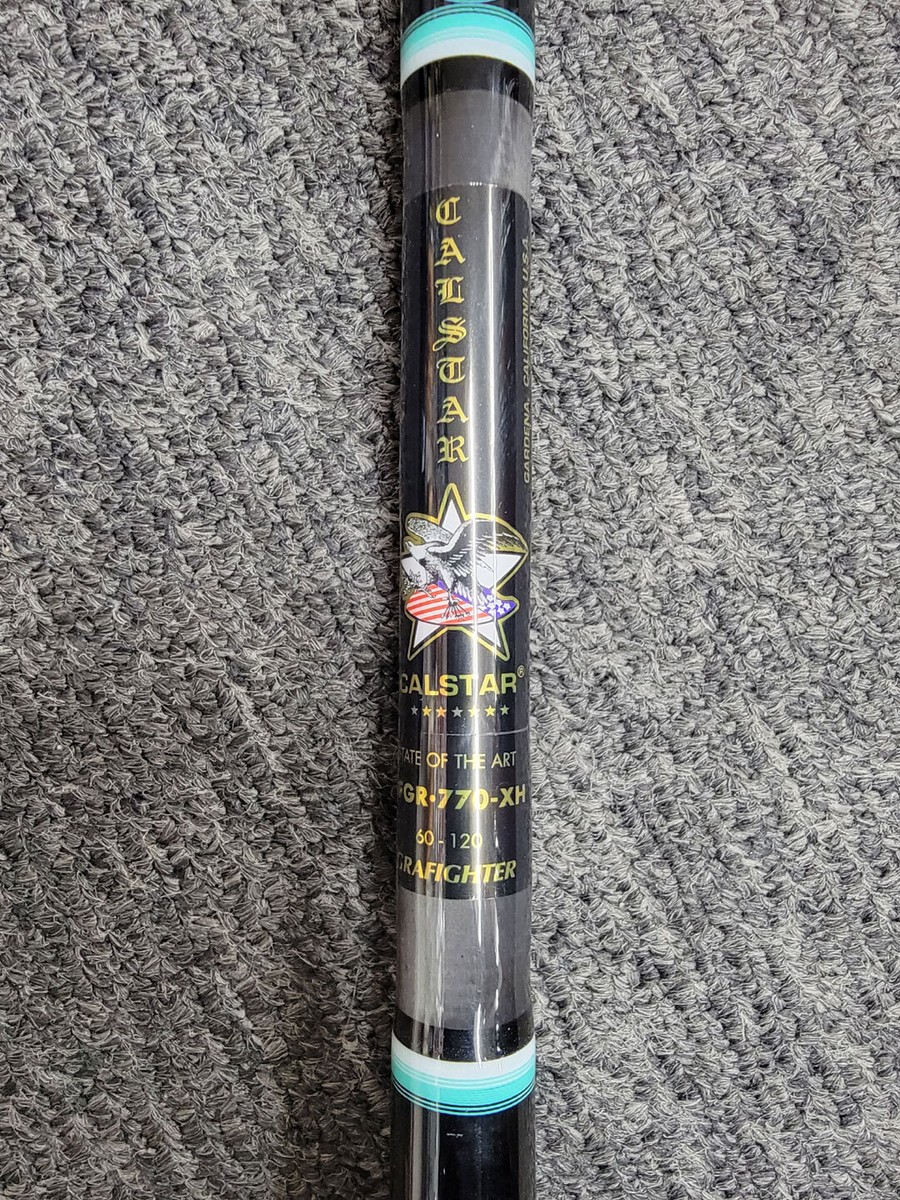 CALSTAR
GARDENA, CALIFORNIA U.S.A.
CALSTAR®
TATE OF THE ART
GR·770-XH
60 - 120
GRAFIGHTER